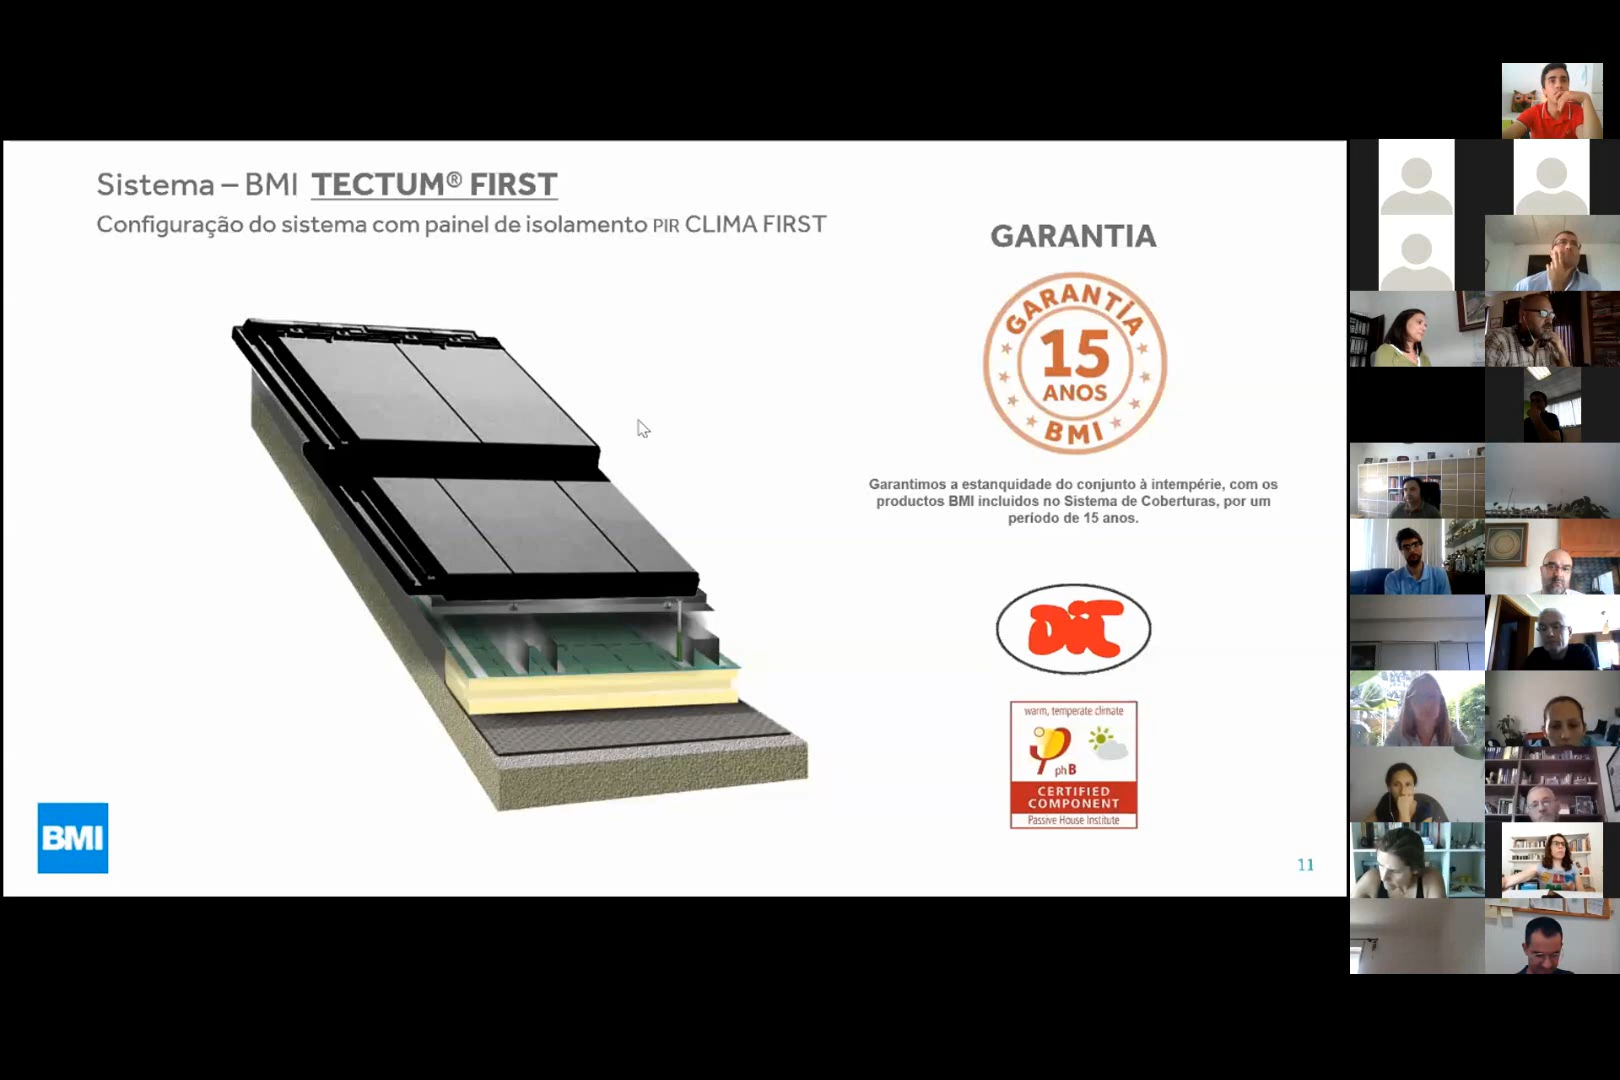 Sistema – BMI TECTUM® FIRST
Configuração do sistema com painel de isolamento PIR CLIMA FIRST
GARANTIA
GARANTÍA
15
ANOS
BMI
Garantimos a estanquidade do conjunto à intempérie, com os
productos BMI incluidos no Sistema de Coberturas, por um
período de 15 anos.
DiT
warm, temperate climate
phB
CERTIFIED
COMPONENT
Passive House Institute
BMI
11